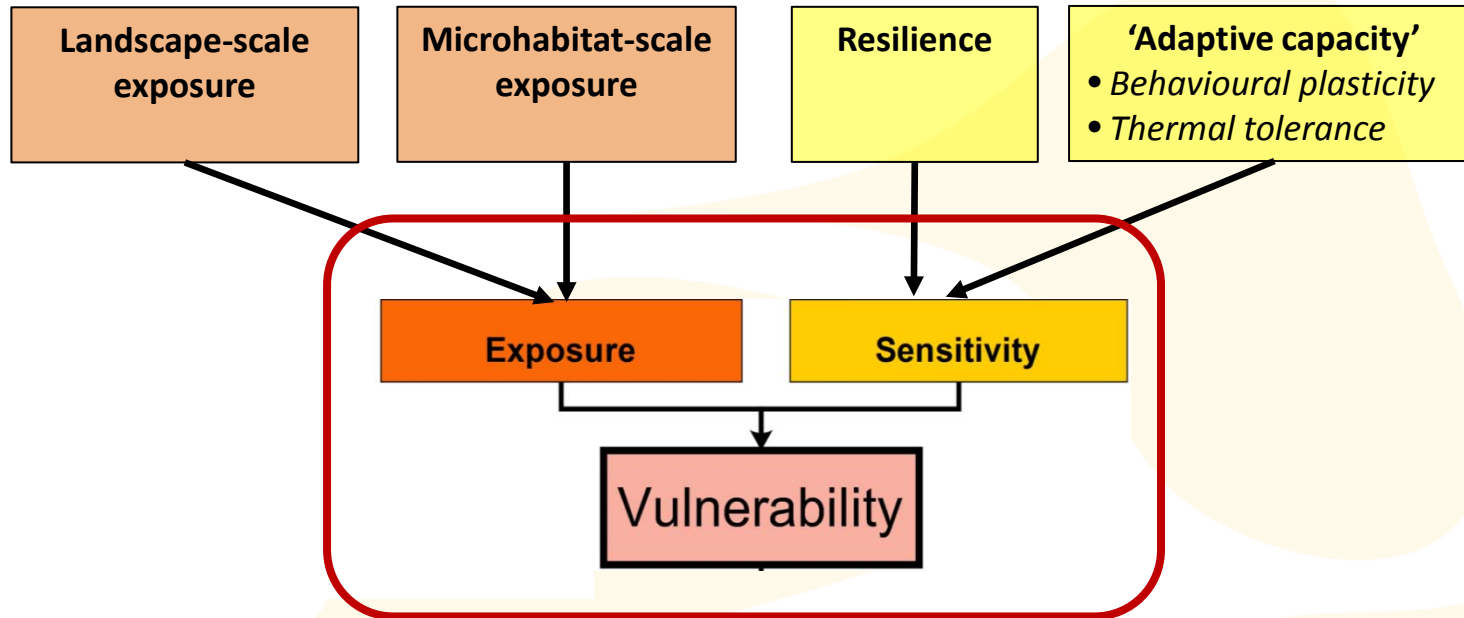 Landscape-scale
exposure
Microhabitat-scale
exposure
Resilience
‘Adaptive capacity’
• Behavioural plasticity
• Thermal tolerance
Exposure
Sensitivity
Vulnerability